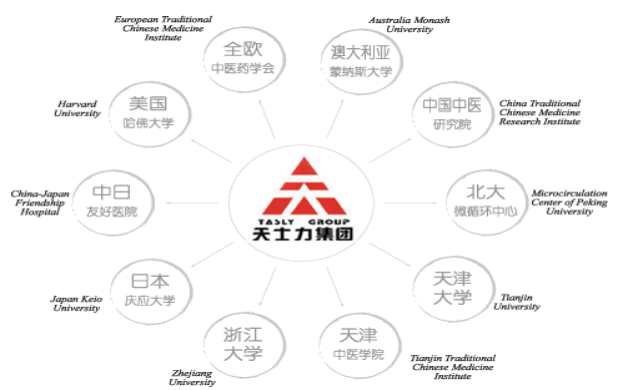 European Traditional
Chinese Medicine
Institute
全欧
中医药学会
Australia Monash
University
澳大利亚
蒙纳斯大学
Harvard
University
美国
哈佛大学
中国中医
研究院
China Traditional
Chinese Medicine
Research Institute
China-Japan
Friendship
Hospital
中日
友好医院
TASLY GROUP
天士力集团
北大
微循环中心
Microcirculation
Center of Peking
University
Japan Keio
University
日本
庆应大学
天津
大学
Tianjin
University
Zhejiang
University
浙江
大学
天津
中医学院
Tianjin Traditional
Chinese Medicine
Institute